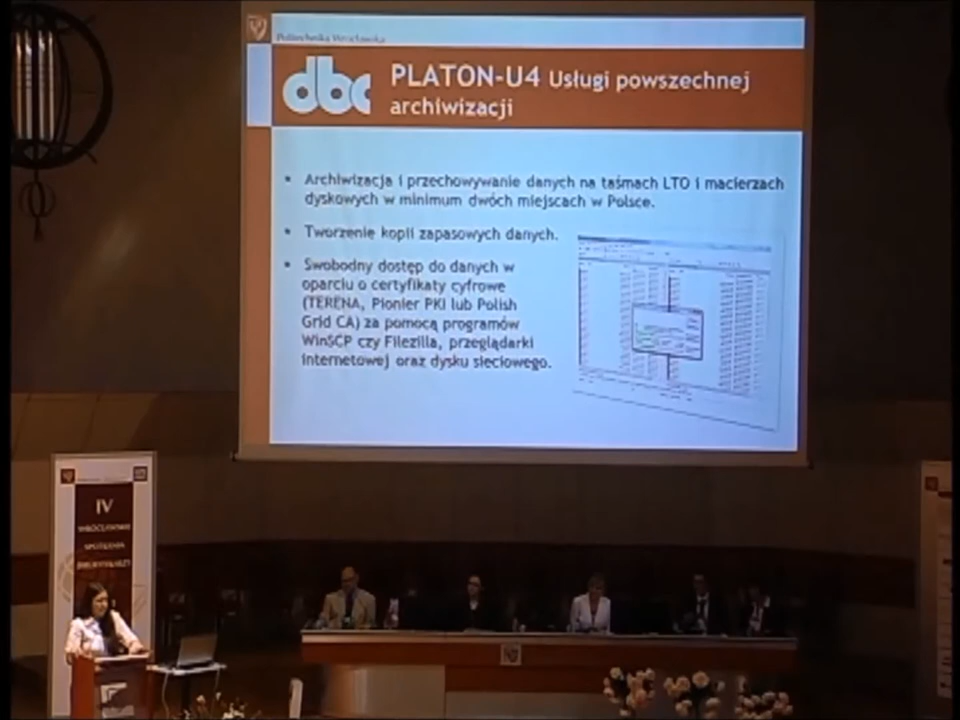 Politechnika Wrocławska
dbc
PLATON-U4 Usługi powszechnej
archiwizacji
• Archiwizacja i przechowywanie danych na taśmach LTO i macierzach
dyskowych w minimum dwóch miejscach w Polsce.
• Tworzenie kopii zapasowych danych.
• Swobodny dostęp do danych w
oparciu o certyfikaty cyfrowe
(TERENA, Pionier PKI lub Polish
Grid CA) za pomocą programów
WinSCP czy Filezilla, przeglądarki
internetowej oraz dysku sieciowego.
IV
WROCŁAWSKIE
SPOTKANIA